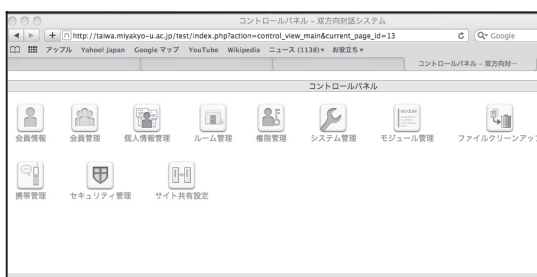 コントロールパネル – 双方向対話システム
http://taiwa.miyakyo-u.ac.jp/test/index.php?action=control_view_main&current_page_id=13
Google
アップル Yahoo! Japan Google マップ YouTube Wikipedia ニュース (1138)▾ お役立ち▾
コントロールパネル – 双方向対…
コントロールパネル
module
会員情報 会員管理 個人情報管理 ルーム管理 権限管理 システム管理 モジュール管理 ファイルクリーンアップ
携帯管理 セキュリティ管理 サイト共有設定